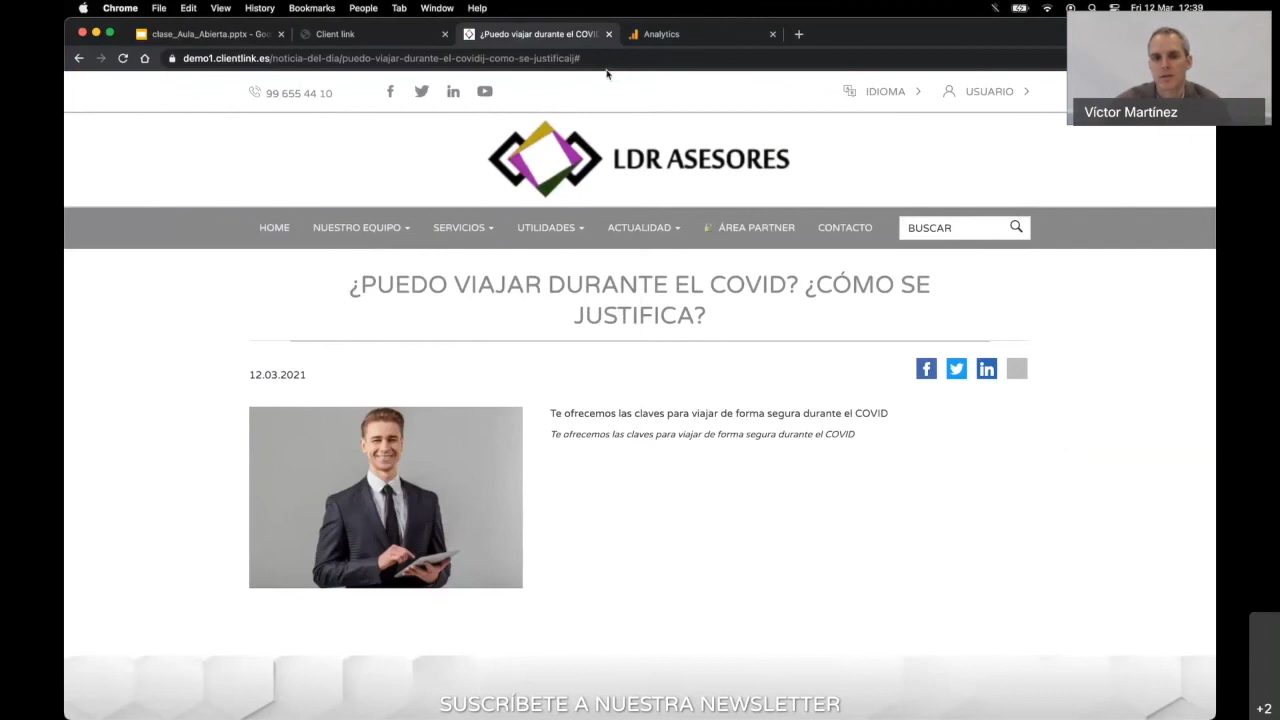 Chrome File Edit View History Bookmarks People Tab Window Help Fri 12 Mar 12:39
clase_Aula_Abierta.pptx - Goo Client link ¿Puedo viajar durante el COVI Analytics
demo1.clientlink.es/noticia-del-dia/puedo-viajar-durante-el-covidij-como-se-justificaij#
Víctor Martínez
99 655 44 10 IDIOMA USUARIO
LDR ASESORES
HOME NUESTRO EQUIPO SERVICIOS UTILIDADES ACTUALIDAD ÁREA PARTNER CONTACTO BUSCAR
¿PUEDO VIAJAR DURANTE EL COVID? ¿CÓMO SE
JUSTIFICA?
12.03.2021
Te ofrecemos las claves para viajar de forma segura durante el COVID
Te ofrecemos las claves para viajar de forma segura durante el COVID
SUSCRÍBETE A NUESTRA NEWSLETTER
+2